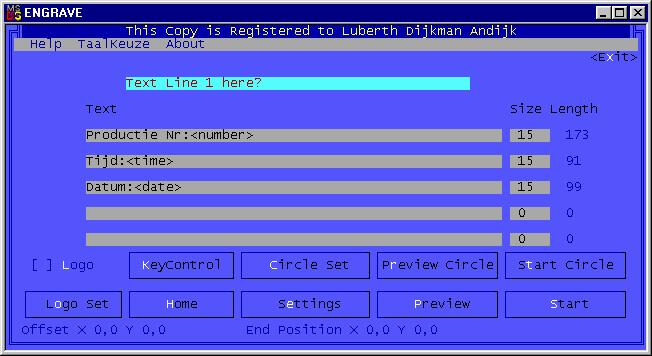 ENGRAVE
This Copy is Registered to Luberth Dijkman Andijk
Help TaalKeuze About
<Exit>
Text Line 1 here?
Text Size Length
Productie Nr:<number> 15 173
Tijd:<time> 15 91
Datum:<date> 15 99
0 0
0 0
[ ] Logo KeyControl Circle Set Preview Circle Start Circle
Logo Set Home Settings Preview Start
Offset X 0,0 Y 0,0 End Position X 0,0 Y 0,0